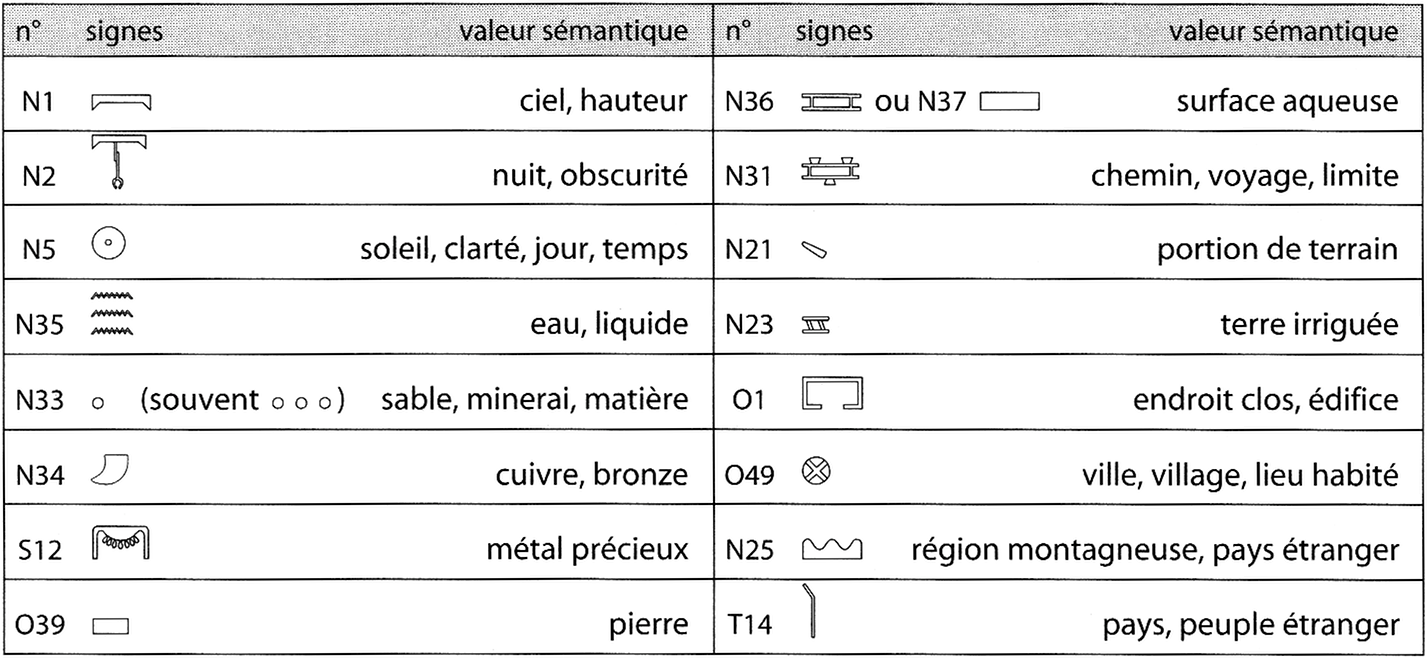 n° signes valeur sémantique n° signes valeur sémantique
N1 ciel, hauteur N36 ou N37 surface aqueuse
N2 nuit, obscurité N31 chemin, voyage, limite
N5 soleil, clarté, jour, temps N21 portion de terrain
N35 eau, liquide N23 terre irriguée
N33 (souvent ) sable, minerai, matière O1 endroit clos, édifice
N34 cuivre, bronze O49 ville, village, lieu habité
S12 métal précieux N25 région montagneuse, pays étranger
O39 pierre T14 pays, peuple étranger